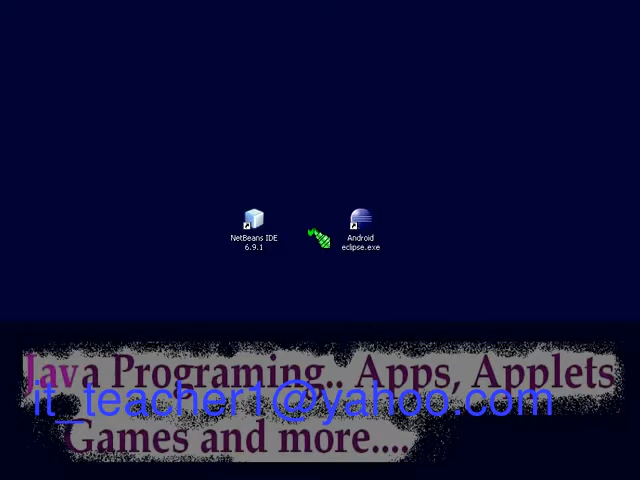 NetBeans IDE
6.9.1
Android
eclipse.exe
Java Programing.. Apps, Applets
it_teacher1@yahoo.com
Games and more....